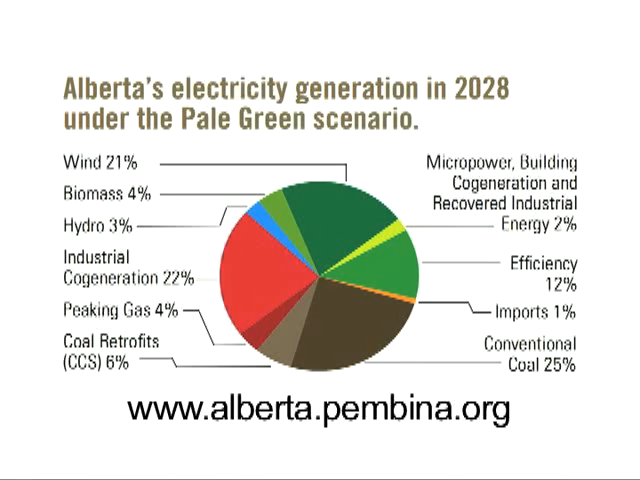 Alberta's electricity generation in 2028
under the Pale Green scenario.
Wind 21%
Biomass 4%
Hydro 3%
Industrial
Cogeneration 22%
Peaking Gas 4%
Coal Retrofits
(CCS) 6%
Micropower, Building
Cogeneration and
Recovered Industrial
Energy 2%
Efficiency
12%
Imports 1%
Conventional
Coal 25%
www.alberta.pembina.org